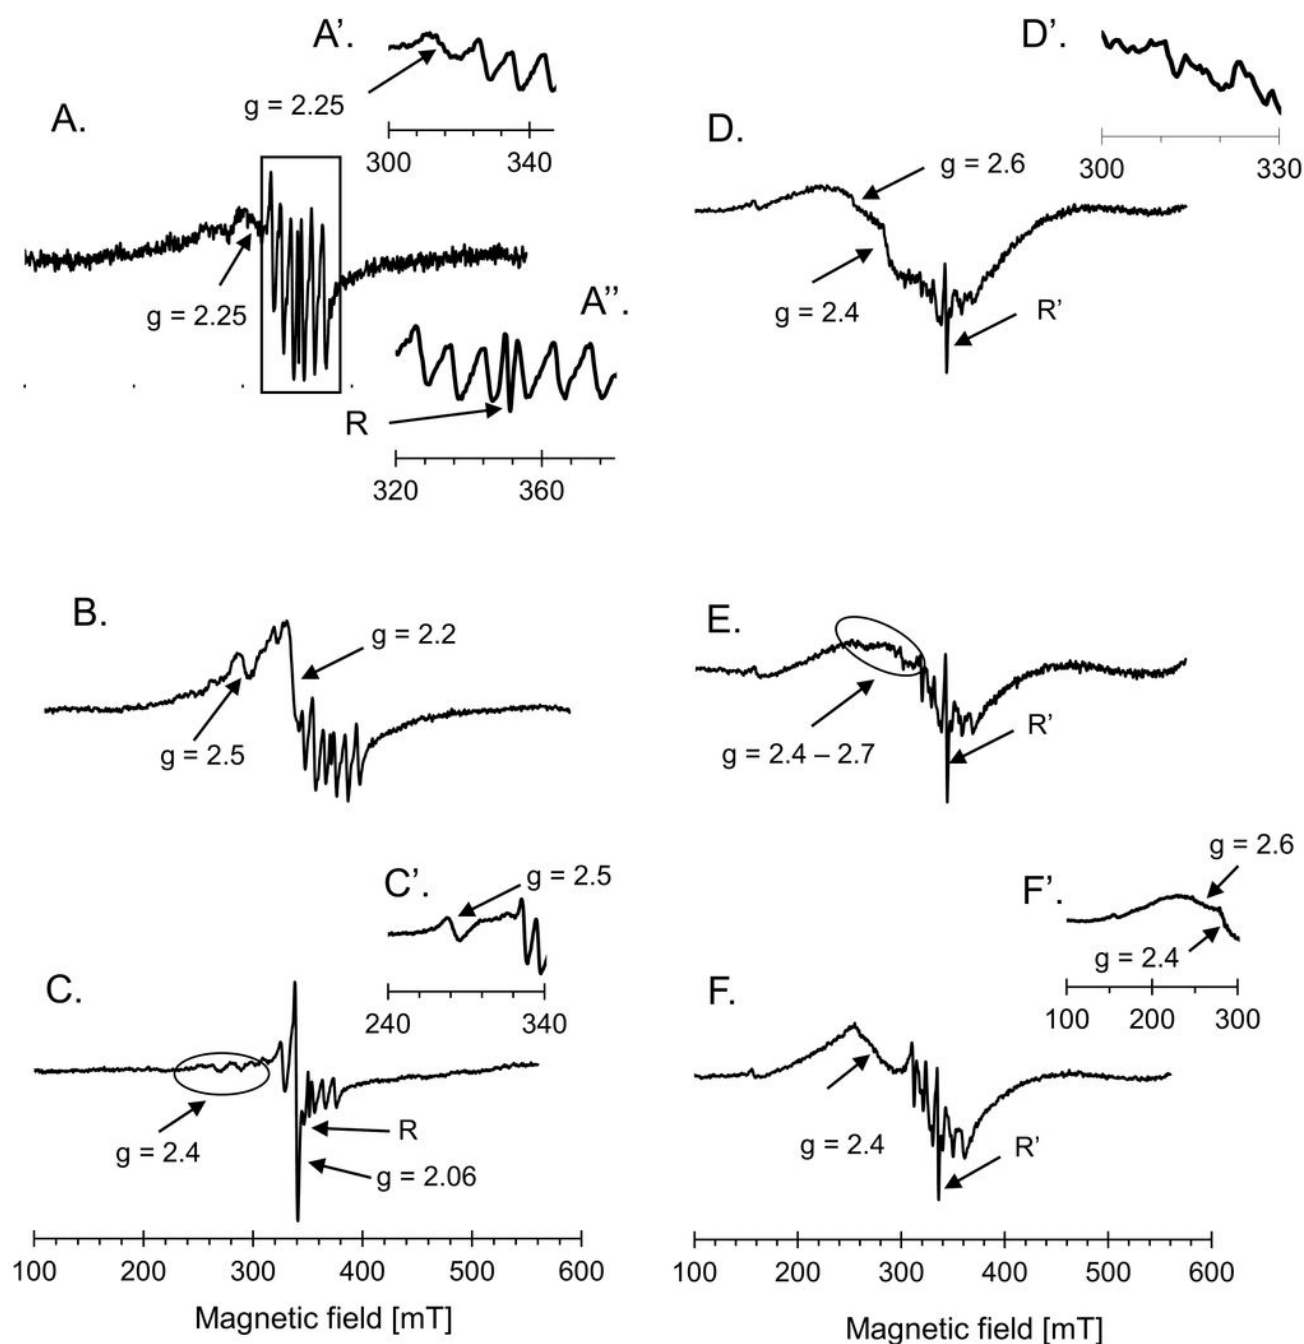 A’.
g = 2.25
300 340
A.
g = 2.25
A’’.
R
320 360
B.
g = 2.2
g = 2.5
C’.
g = 2.5
240 340
C.
g = 2.4
R
g = 2.06
100 200 300 400 500 600
Magnetic field [mT]
D’.
300 330
D.
g = 2.6
g = 2.4
R’
E.
g = 2.4 – 2.7
R’
F’.
g = 2.6
g = 2.4
100 200 300
F.
g = 2.4
R’
100 200 300 400 500 600
Magnetic field [mT]